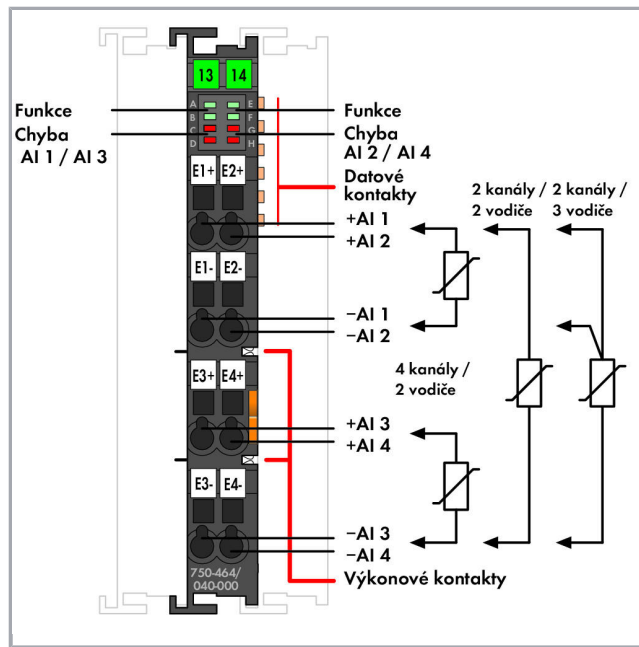 13 14
A E
B F
C G
D H
Funkce
Chyba
AI 1 / AI 3
Funkce
Chyba
AI 2 / AI 4
Datové
kontakty
E1+ E2+
+AI 1
+AI 2
2 kanály /
2 vodiče
2 kanály /
3 vodiče
E1- E2-
−AI 1
−AI 2
E3+ E4+
4 kanály /
2 vodiče
+AI 3
+AI 4
E3- E4-
−AI 3
−AI 4
750-464/
040-000
Výkonové kontakty